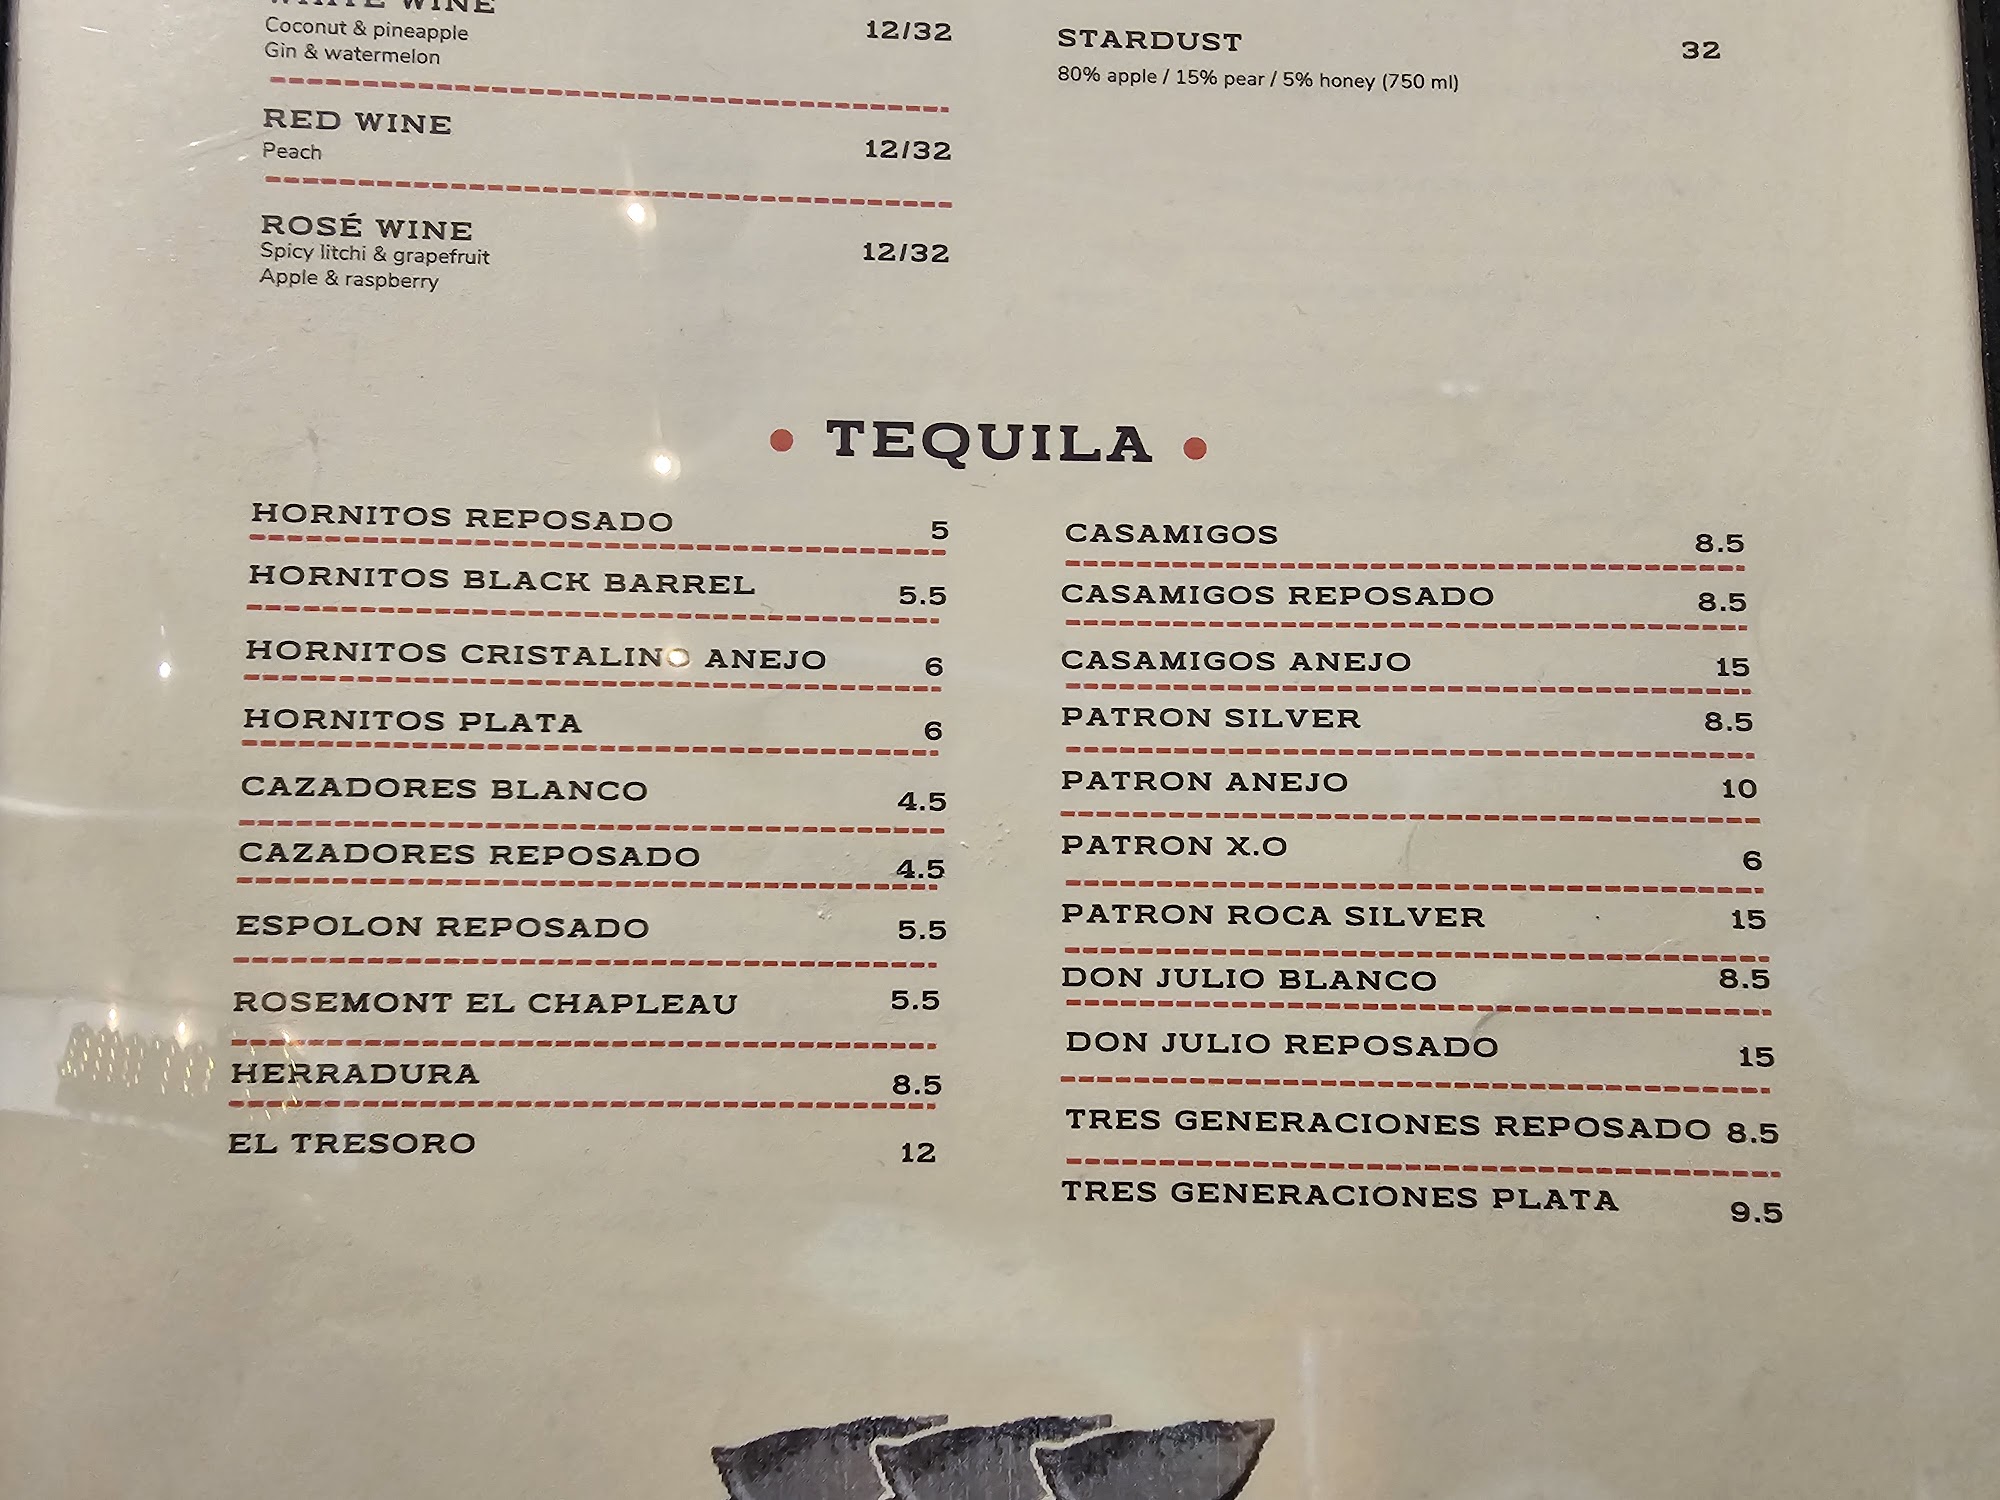 WHITE WINE
Coconut & pineapple 12/32
Gin & watermelon
RED WINE
Peach 12/32
ROSÉ WINE
Spicy litchi & grapefruit 12/32
Apple & raspberry
STARDUST 32
80% apple / 15% pear / 5% honey (750 ml)
• TEQUILA •
HORNITOS REPOSADO 5
HORNITOS BLACK BARREL 5.5
HORNITOS CRISTALINO ANEJO 6
HORNITOS PLATA 6
CAZADORES BLANCO 4.5
CAZADORES REPOSADO 4.5
ESPOLON REPOSADO 5.5
ROSEMONT EL CHAPLEAU 5.5
HERRADURA 8.5
EL TRESORO 12
CASAMIGOS 8.5
CASAMIGOS REPOSADO 8.5
CASAMIGOS ANEJO 15
PATRON SILVER 8.5
PATRON ANEJO 10
PATRON X.O 6
PATRON ROCA SILVER 15
DON JULIO BLANCO 8.5
DON JULIO REPOSADO 15
TRES GENERACIONES REPOSADO 8.5
TRES GENERACIONES PLATA 9.5